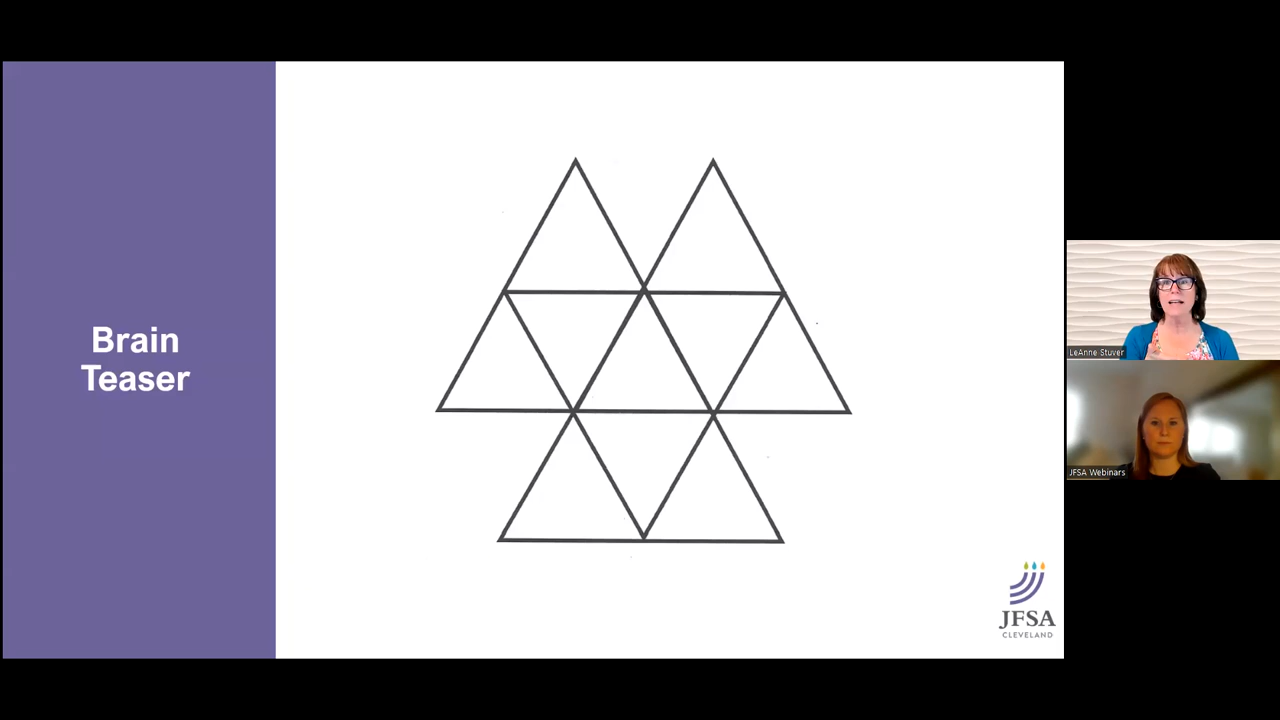 Brain
Teaser
LeAnne Stuver
JFSA Webinars
JFSA
CLEVELAND